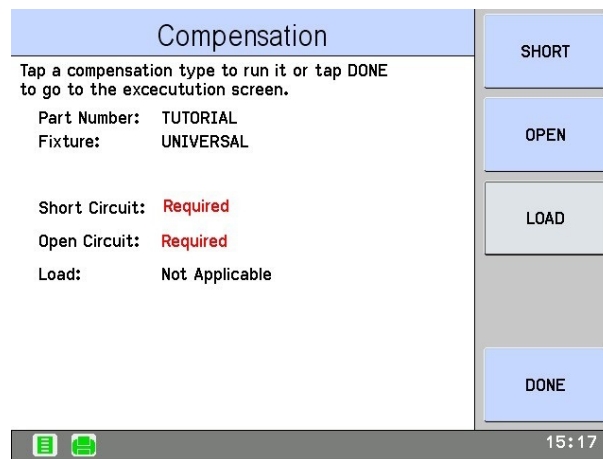 Compensation
Tap a compensation type to run it or tap DONE
to go to the excecutution screen.
Part Number: TUTORIAL
Fixture: UNIVERSAL
Short Circuit: Required
Open Circuit: Required
Load: Not Applicable
SHORT
OPEN
LOAD
DONE
15:17